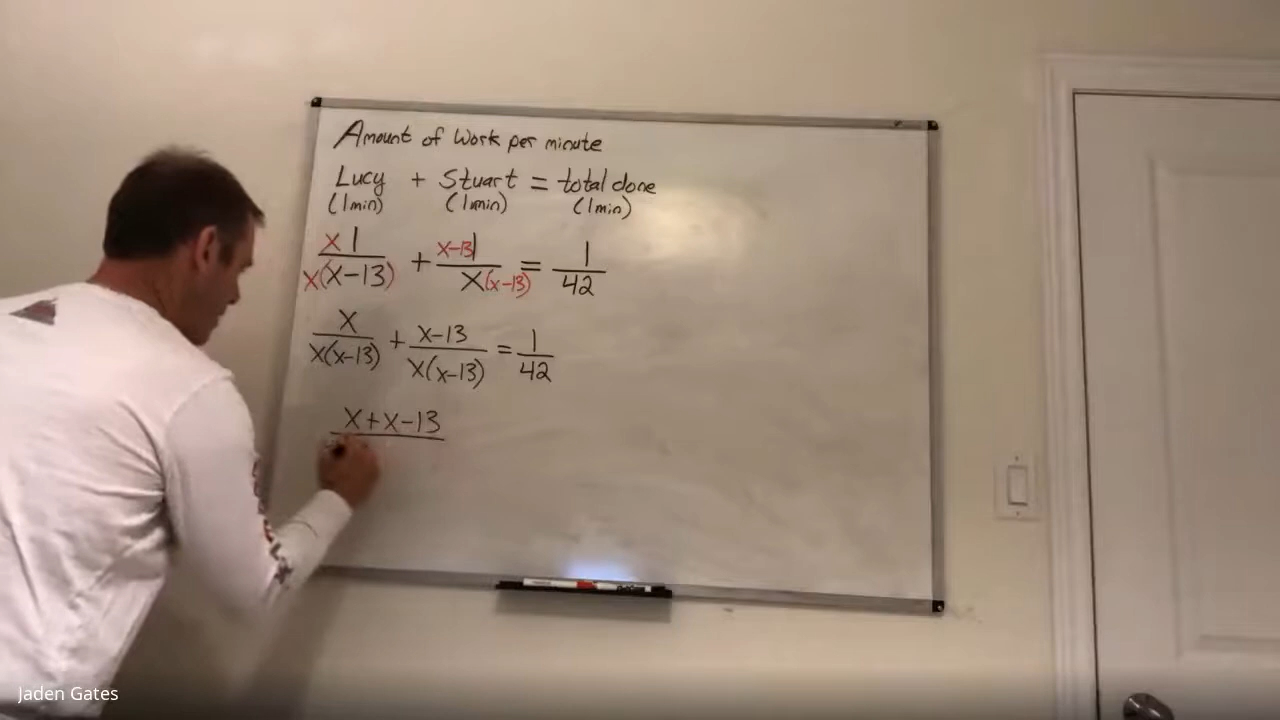 Amount of work per minute
Lucy + Stuart = total done
(1min) (1min) (1min)
x 1 / x(x-13) + x-13 1 / x(x-13) = 1 / 42
x / x(x-13) + x-13 / x(x-13) = 1 / 42
x+x-13
Jaden Gates